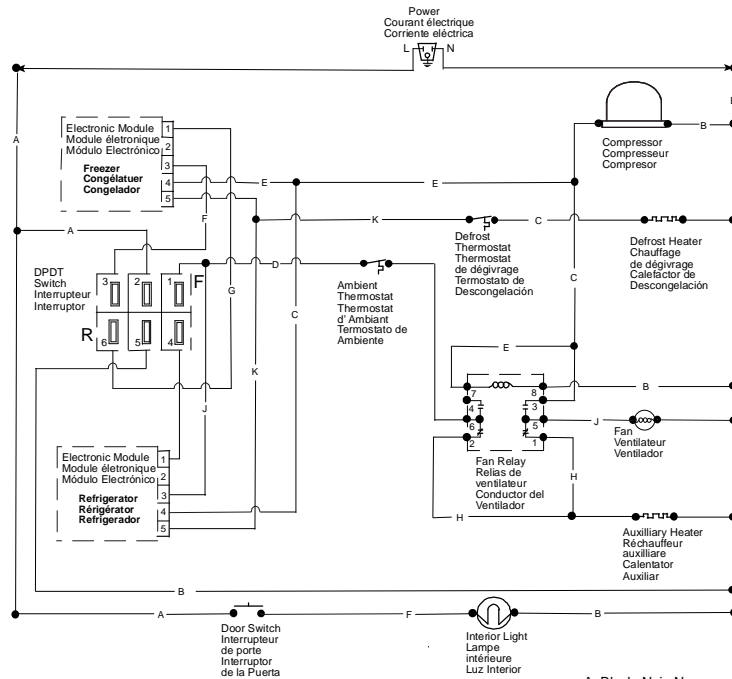 Power
Courant électrique
Corriente eléctrica
L N
A
Electronic Module
Module életronique
Módulo Electrónico
Freezer
Congélatuer
Congelador
1
2
3
4
5
E
E
B
Compressor
Compresseur
Compresor
F
A
K
C
Defrost
Thermostat
Thermostat
de dégivrage
Termostato de
Descongelación
Defrost Heater
Chauffage
de dégivrage
Calefactor de
Descongelación
DPDT
Switch
Interrupteur
Interruptor
3 2 1 F
R 6 5 4
D
G
C
C
Ambient
Thermostat
Thermostat
d' Ambiant
Termostato de
Ambiente
K
J
E
B
7 8
4 3
6 5
2 1
J
Fan
Ventilateur
Ventilador
Fan Relay
Relias de
ventilateur
Conductor del
Ventilador
H
H
Electronic Module
Module életronique
Módulo Electrónico
Refrigerator
Rérigérator
Refrigerador
1
2
3
4
5
Auxilliary Heater
Réchauffeur
auxilliare
Calentator
Auxiliar
B
A
F
B
Door Switch
Interrupteur
de porte
Interruptor
de la Puerta
Interior Light
Lampe
intérieure
Luz Interior